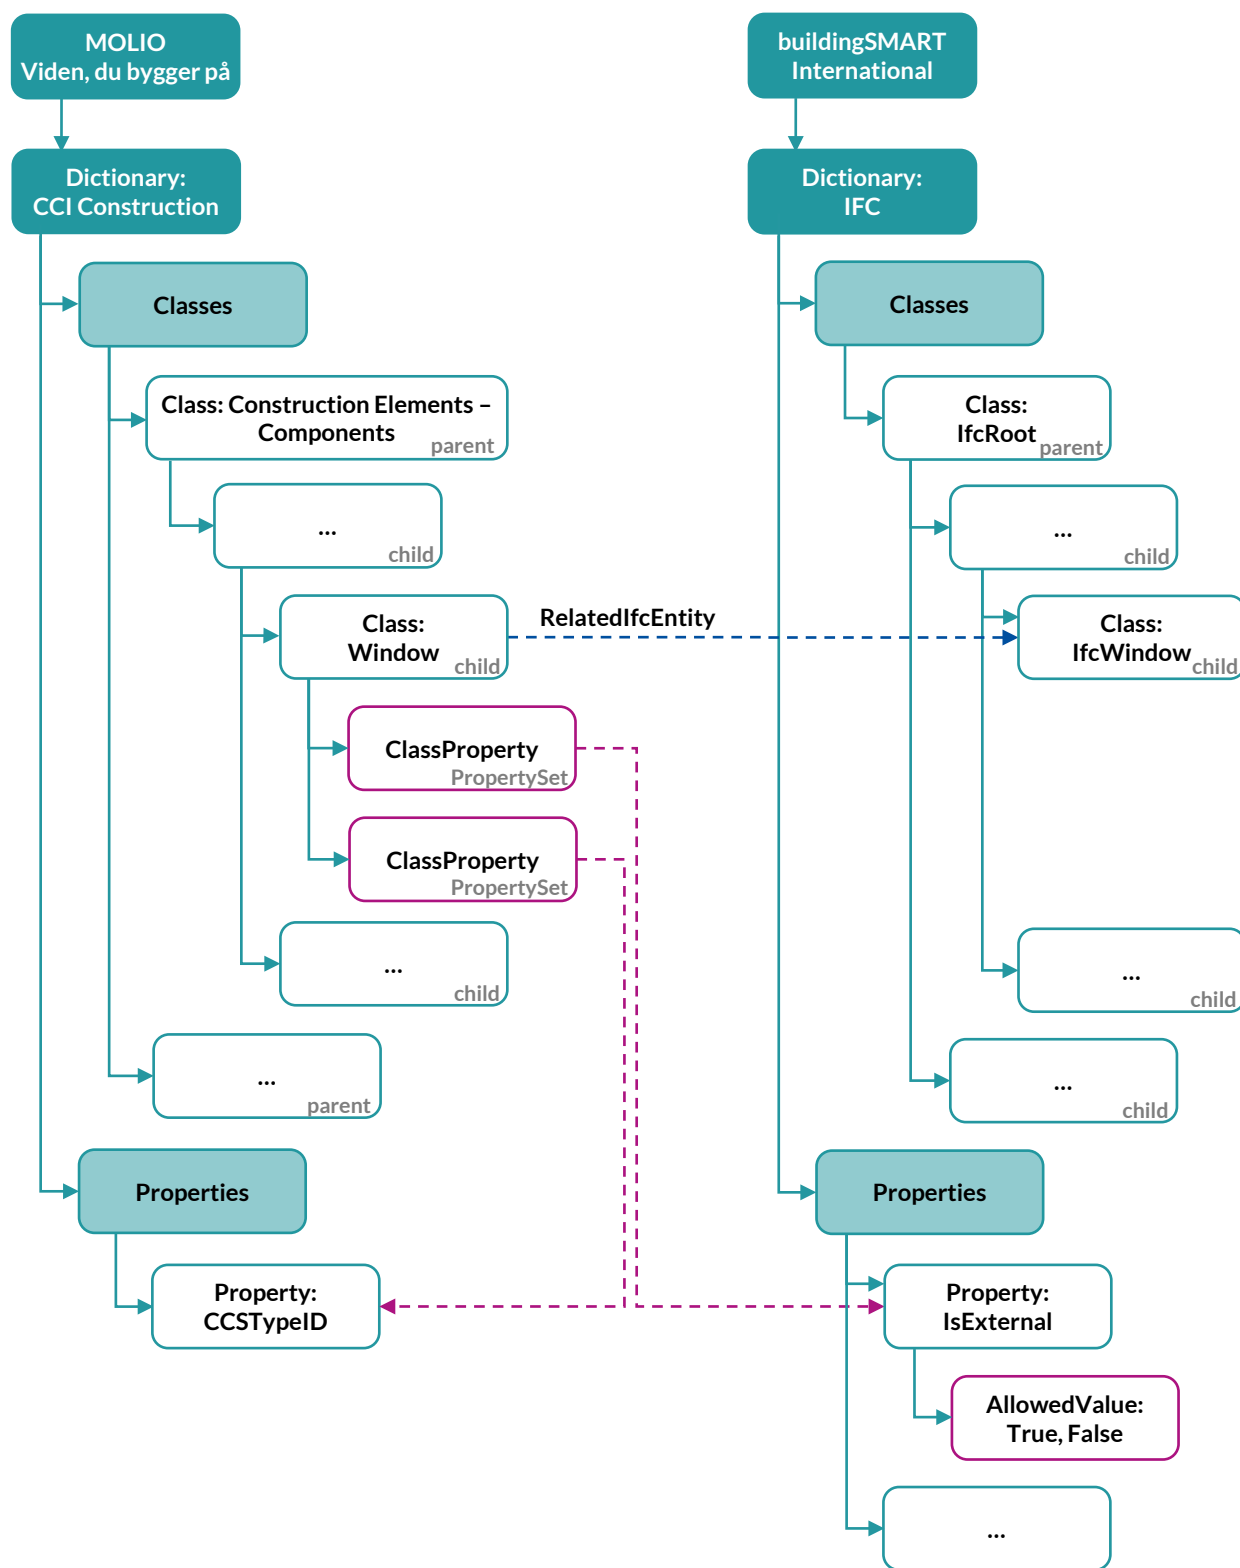 MOLIO
Viden, du bygger på
Dictionary:
CCI Construction
Classes
Class: Construction Elements –
Components
parent
...
child
Class:
Window
child
RelatedIfcEntity
ClassProperty
PropertySet
ClassProperty
PropertySet
...
child
...
parent
Properties
Property:
CCSTypeID
buildingSMART
International
Dictionary:
IFC
Classes
Class:
IfcRoot
parent
...
child
Class:
IfcWindow
child
...
child
...
child
Properties
Property:
IsExternal
AllowedValue:
True, False
...